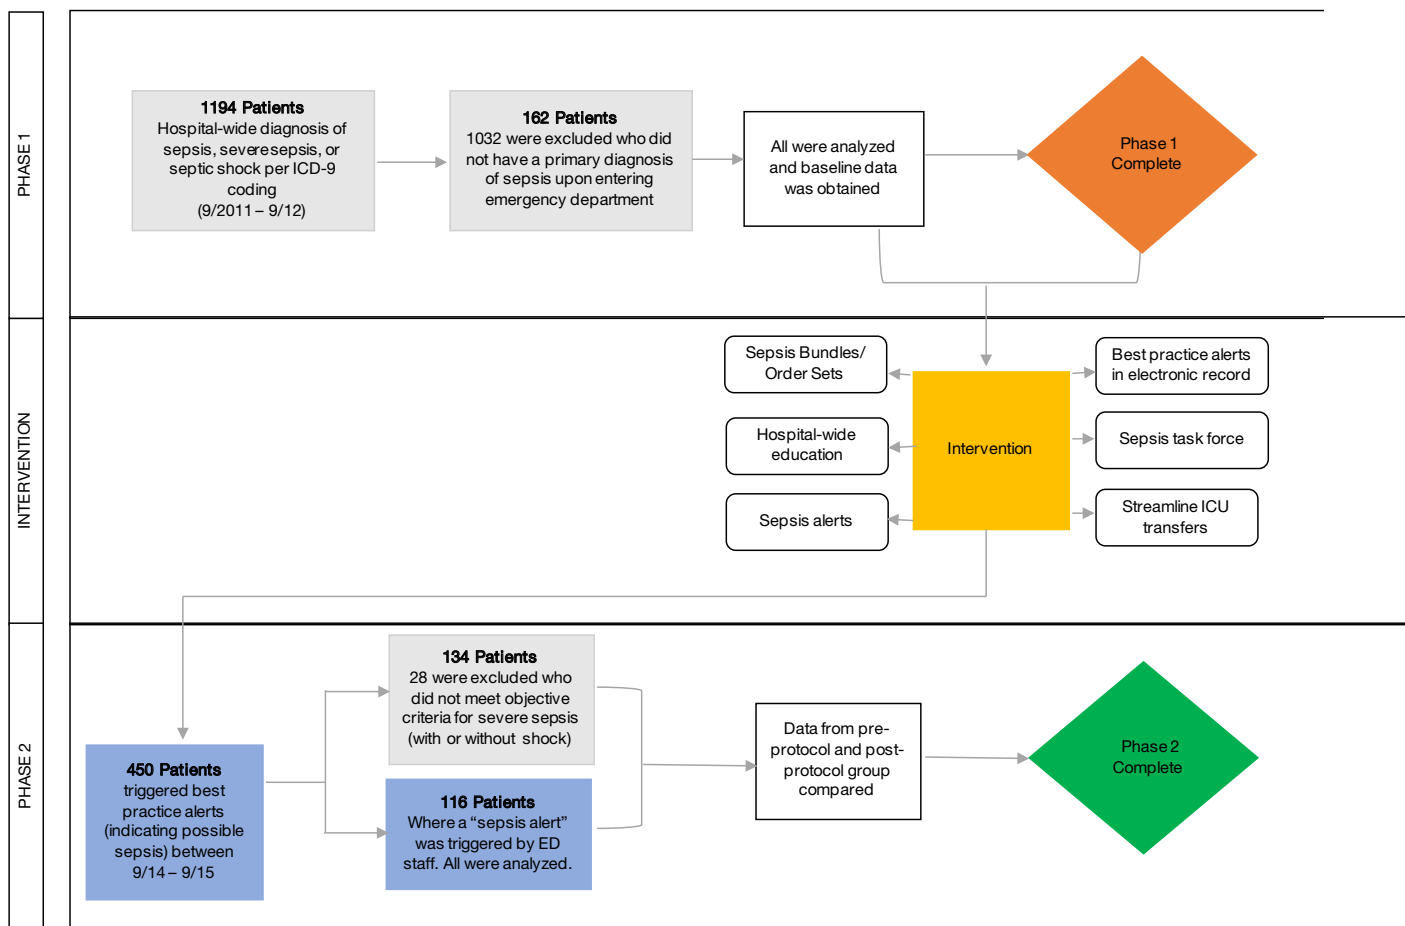 PHASE 1
1194 Patients
Hospital-wide diagnosis of
sepsis, severe sepsis, or
septic shock per ICD-9
coding
(9/2011 – 9/12)
162 Patients
1032 were excluded who did
not have a primary diagnosis
of sepsis upon entering
emergency department
All were analyzed
and baseline data
was obtained
Phase 1
Complete
INTERVENTION
Sepsis Bundles/
Order Sets
Hospital-wide
education
Sepsis alerts
Intervention
Best practice alerts
in electronic record
Sepsis task force
Streamline ICU
transfers
PHASE 2
450 Patients
triggered best
practice alerts
(indicating possible
sepsis) between
9/14 – 9/15
134 Patients
28 were excluded who
did not meet objective
criteria for severe sepsis
(with or without shock)
116 Patients
Where a “sepsis alert”
was triggered by ED
staff. All were analyzed.
Data from pre-
protocol and post-
protocol group
compared
Phase 2
Complete